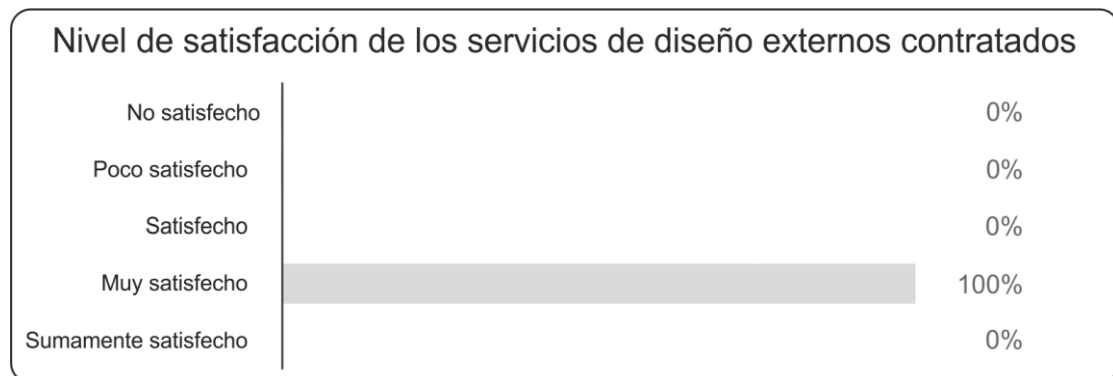 Nivel de satisfacción de los servicios de diseño externos contratados
No satisfecho 0%
Poco satisfecho 0%
Satisfecho 0%
Muy satisfecho 100%
Sumamente satisfecho 0%